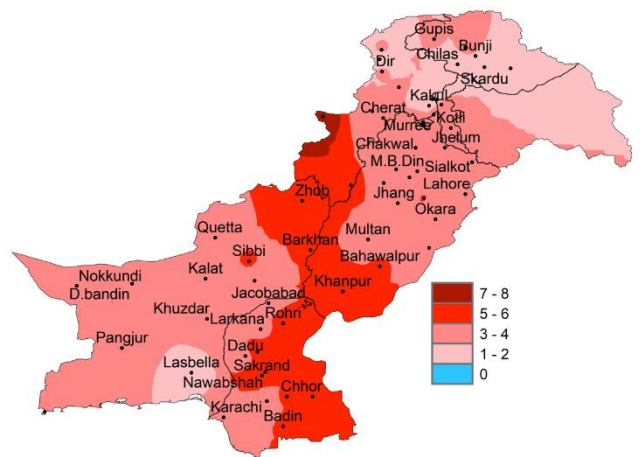 Gupis
Bunji
Chilas
Dir
Skardu
Kakul
Cherat
Kotli
Murree
Jhelum
Chakwal
M.B.Din
Sialkot
Lahore
Jhang
Zhob
Okara
Quetta
Multan
Sibbi
Barkhan
Bahawalpur
Nokkundi
Kalat
D.bandin
Khanpur
Jacobabad
Khuzdar
Larkana
Rohri
Pangjur
Dadu
Lasbella
Sakrand
Nawabshah
Chhor
Karachi
Badin
7 - 8
5 - 6
3 - 4
1 - 2
0